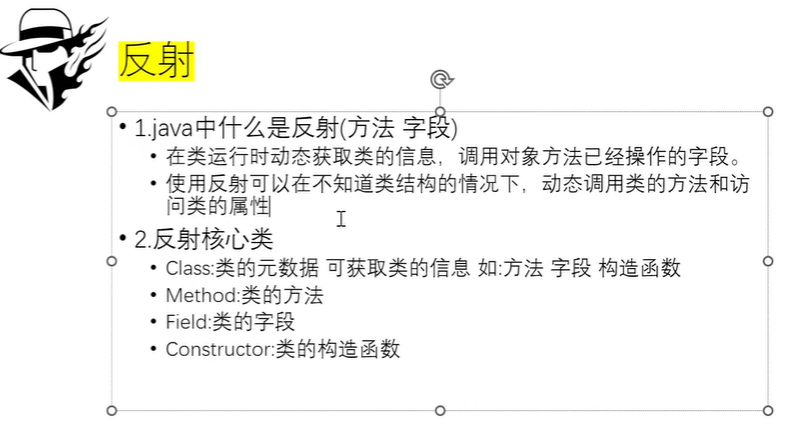 反射
1.java中什么是反射(方法 字段)
在类运行时动态获取类的信息，调用对象方法已经操作的字段。
使用反射可以在不知道类结构的情况下，动态调用类的方法和访
问类的属性
2.反射核心类
Class:类的元数据 可获取类的信息 如:方法 字段 构造函数
Method:类的方法
Field:类的字段
Constructor:类的构造函数